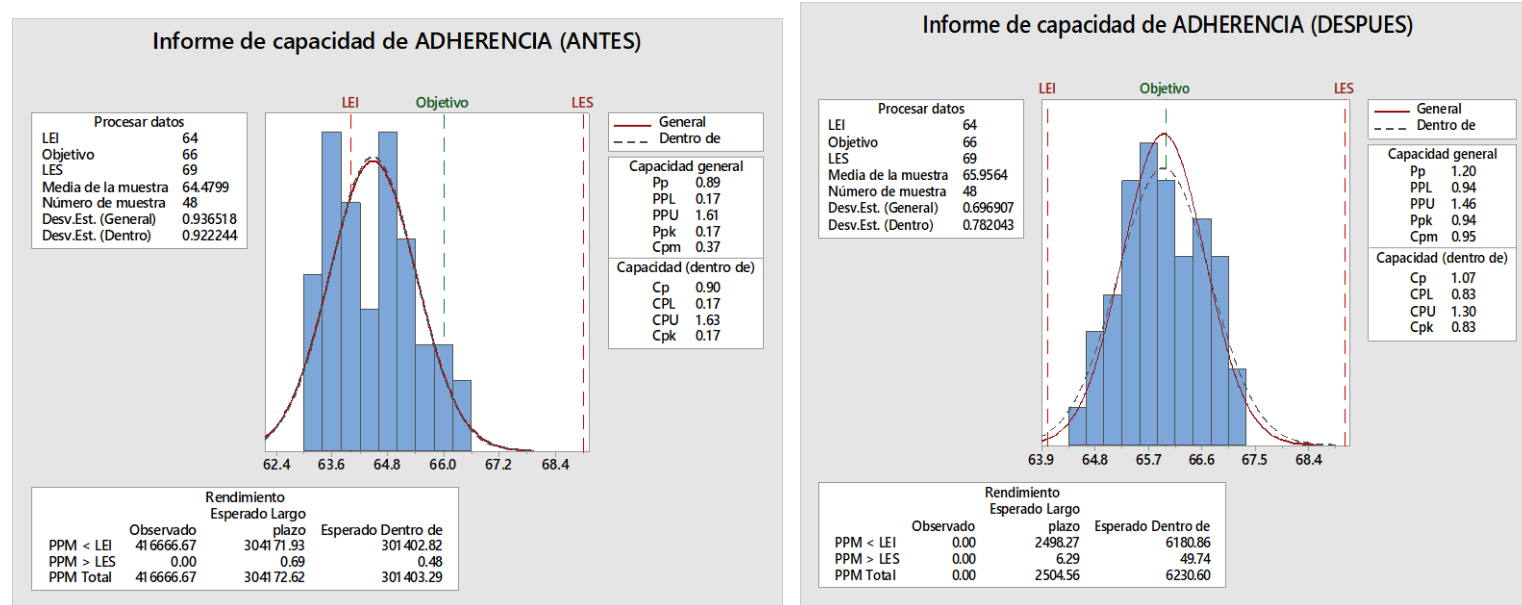 Informe de capacidad de ADHERENCIA (ANTES)
LEI Objetivo LES
Procesar datos
LEI 64
Objetivo 66
LES 69
Media de la muestra 64.4799
Número de muestra 48
Desv.Est. (General) 0.936518
Desv.Est. (Dentro) 0.922244
General
Dentro de
Capacidad general
Pp 0.89
PPL 0.17
PPU 1.61
Ppk 0.17
Cpm 0.37
Capacidad (dentro de)
Cp 0.90
CPL 0.17
CPU 1.63
Cpk 0.17
62.4 63.6 64.8 66.0 67.2 68.4
Rendimiento
Esperado Largo
Observado plazo Esperado Dentro de
PPM < LEI 416666.67 304171.93 301402.82
PPM > LES 0.00 0.69 0.48
PPM Total 416666.67 304172.62 301403.29
Informe de capacidad de ADHERENCIA (DESPUES)
LEI Objetivo LES
Procesar datos
LEI 64
Objetivo 66
LES 69
Media de la muestra 65.9564
Número de muestra 48
Desv.Est. (General) 0.696907
Desv.Est. (Dentro) 0.782043
General
Dentro de
Capacidad general
Pp 1.20
PPL 0.94
PPU 1.46
Ppk 0.94
Cpm 0.95
Capacidad (dentro de)
Cp 1.07
CPL 0.83
CPU 1.30
Cpk 0.83
63.9 64.8 65.7 66.6 67.5 68.4
Rendimiento
Esperado Largo
Observado plazo Esperado Dentro de
PPM < LEI 0.00 2498.27 6180.86
PPM > LES 0.00 6.29 49.74
PPM Total 0.00 2504.56 6230.60